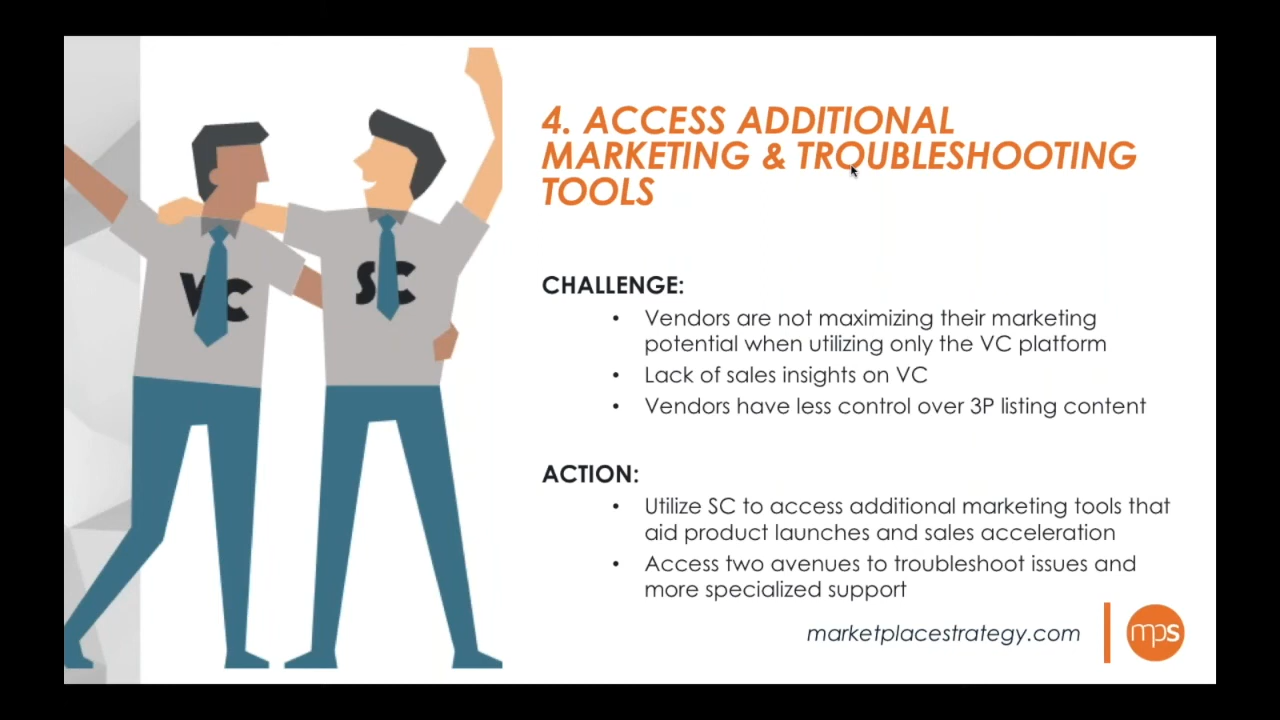 4. ACCESS ADDITIONAL
MARKETING & TROUBLESHOOTING
TOOLS
VC
SC
CHALLENGE:
• Vendors are not maximizing their marketing
potential when utilizing only the VC platform
• Lack of sales insights on VC
• Vendors have less control over 3P listing content
ACTION:
• Utilize SC to access additional marketing tools that
aid product launches and sales acceleration
• Access two avenues to troubleshoot issues and
more specialized support
marketplacestrategy.com
mps